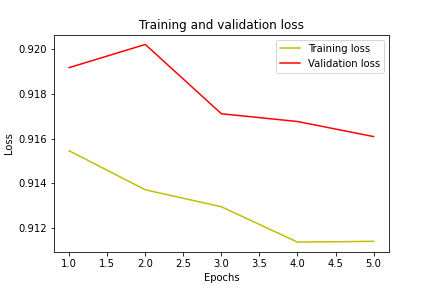 Training and validation loss
Training loss
Validation loss
0.920
0.918
0.916
0.914
0.912
Loss
1.0 1.5 2.0 2.5 3.0 3.5 4.0 4.5 5.0
Epochs